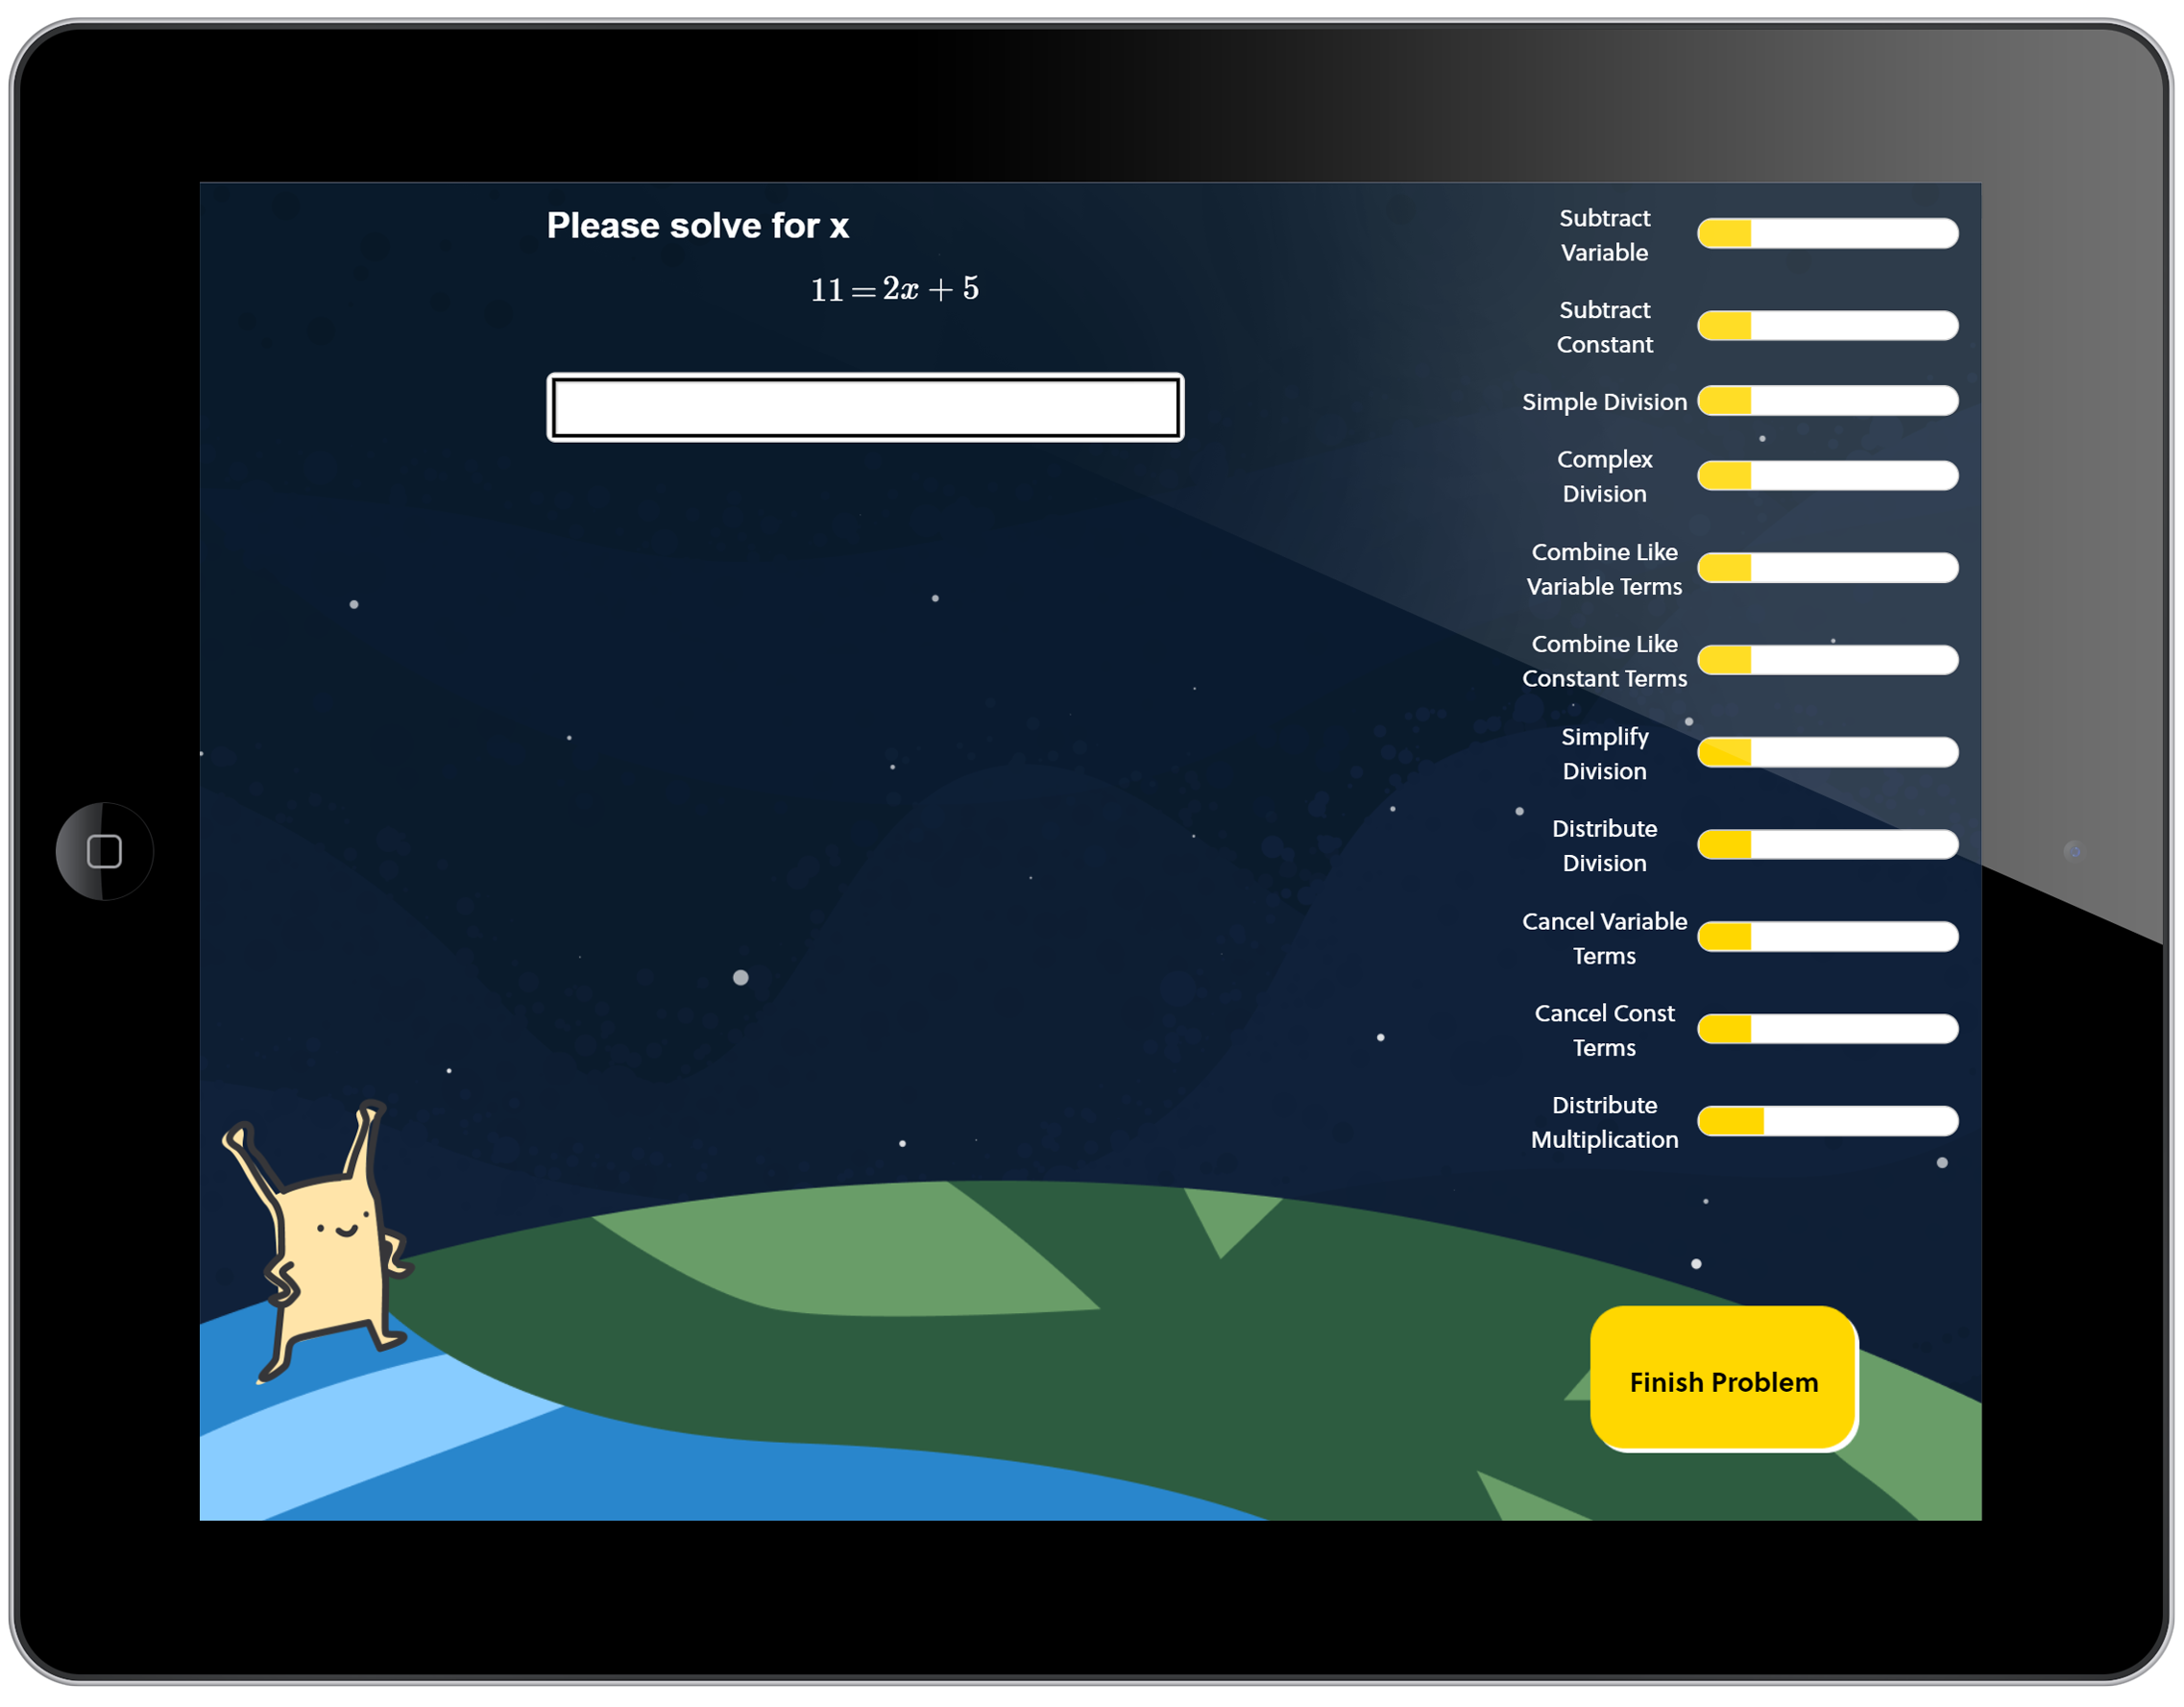 Please solve for x
11 = 2x + 5
Subtract
Variable
Subtract
Constant
Simple Division
Complex
Division
Combine Like
Variable Terms
Combine Like
Constant Terms
Simplify
Division
Distribute
Division
Cancel Variable
Terms
Cancel Const
Terms
Distribute
Multiplication
Finish Problem